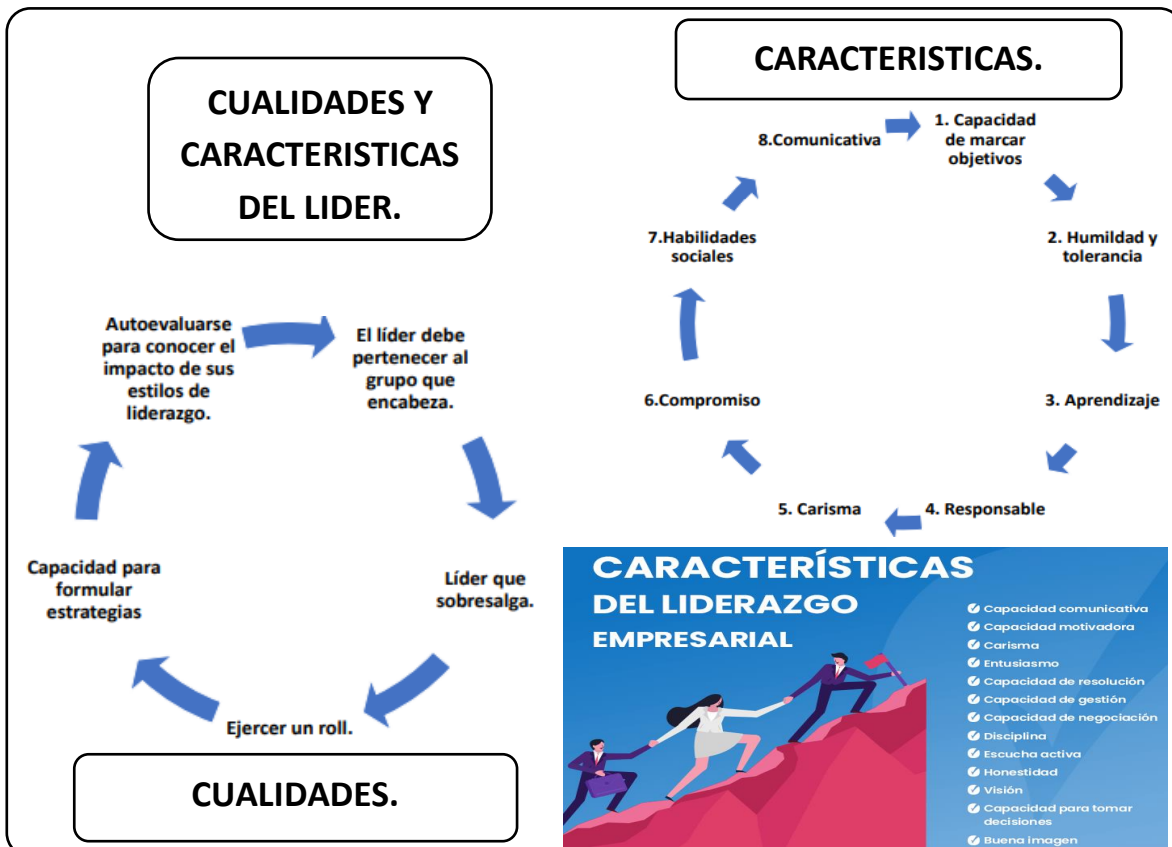 CUALIDADES Y
CARACTERISTICAS
DEL LIDER.
Autoevaluarse
para conocer el
impacto de sus
estilos de
liderazgo.
El líder debe
pertenecer al
grupo que
encabeza.
Líder que
sobresalga.
Ejercer un roll.
Capacidad para
formular
estrategias
CUALIDADES.
CARACTERISTICAS.
1. Capacidad
de marcar
objetivos
2. Humildad y
tolerancia
3. Aprendizaje
4. Responsable
5. Carisma
6.Compromiso
7.Habilidades
sociales
8.Comunicativa
CARACTERÍSTICAS
DEL LIDERAZGO
EMPRESARIAL
Capacidad comunicativa
Capacidad motivadora
Carisma
Entusiasmo
Capacidad de resolución
Capacidad de gestión
Capacidad de negociación
Disciplina
Escucha activa
Honestidad
Visión
Capacidad para tomar
decisiones
Buena imagen